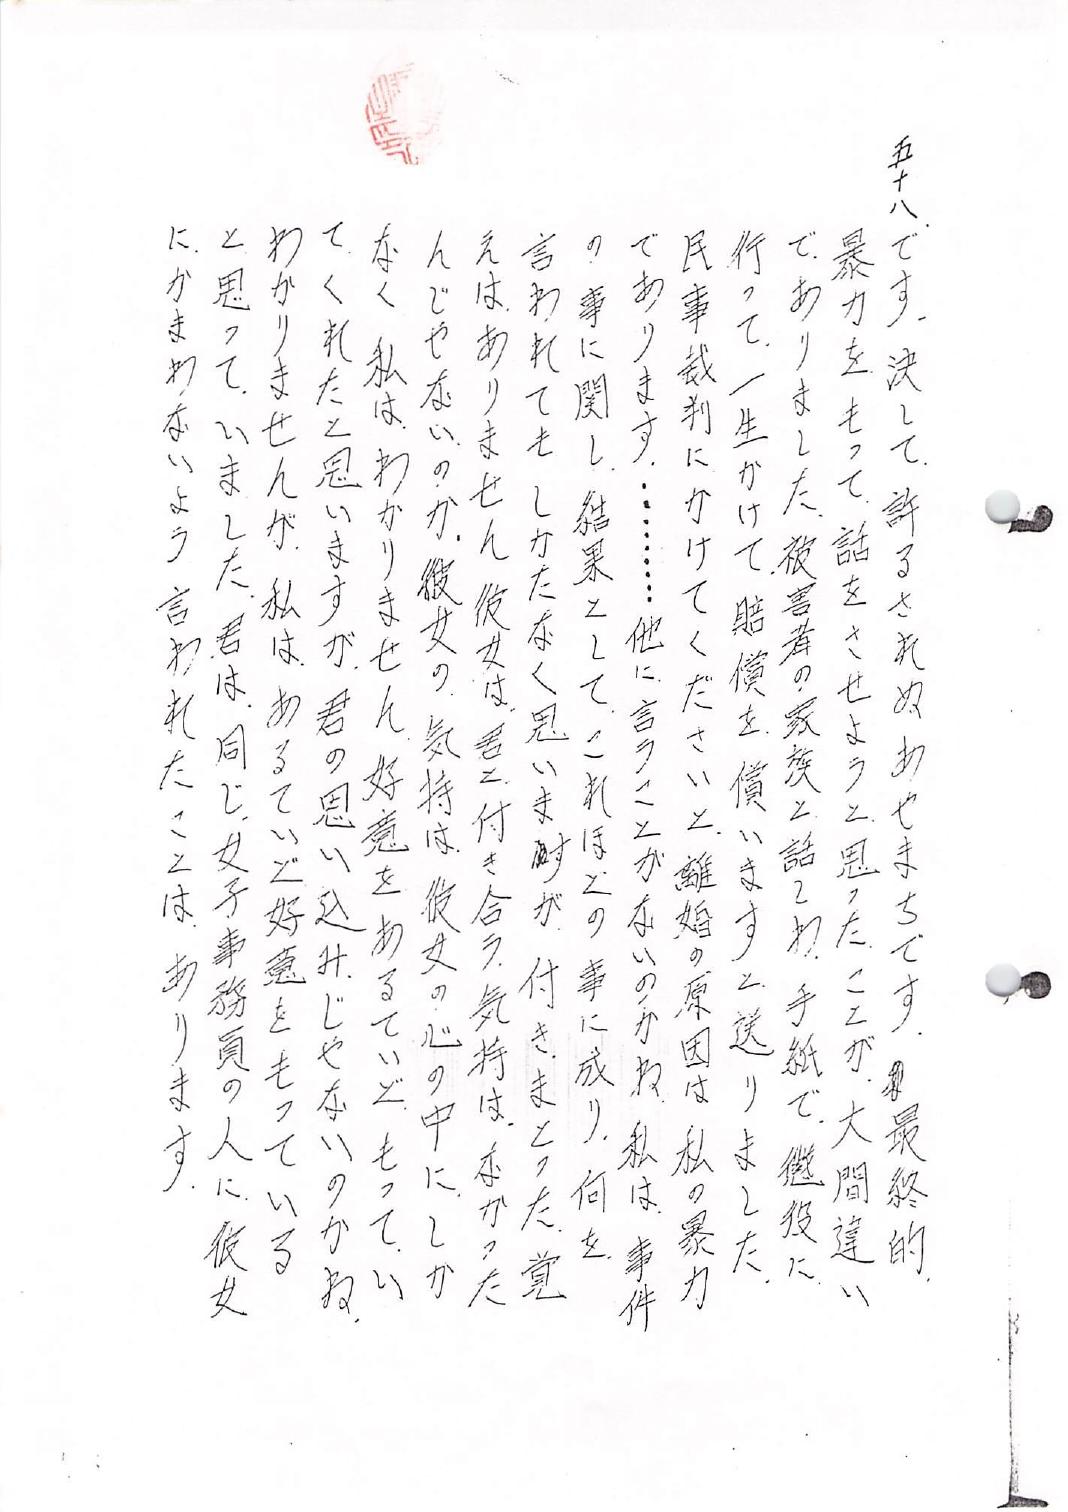 五十八
です。決して、許るされぬあやまちです。最終的、
暴力をもって、話をさせようと思ったことが、大間違い
でありました。被害者の家族と話しわ、手紙で、懲役に
行って、一生かけて、賠償を、償いますと送りました、
民事裁判にかけてくださいと、離婚の原因は私の暴力
であります。………他に言うことがないのかね、私は、事件
の事に関し、結果として、これほどの事に成り、何を
言われてもしかたなく思いますが、付きまとった、覚
えは、ありません、彼女は、君と、付き合う、気持は、なかった
んじゃない、のか、彼女の、気持は、彼女の心の中に、しか
なく、私は、わかりません、好意をあるていど、もって、い
て、くれたと思いますが、君の思い込み、じゃないのかね、
わかりませんが、私は、あるていど好意をもっている
と思って、いました、君は、同じ、女子事務員の人に、彼女
に、かまわないよう言われたことは、あります。